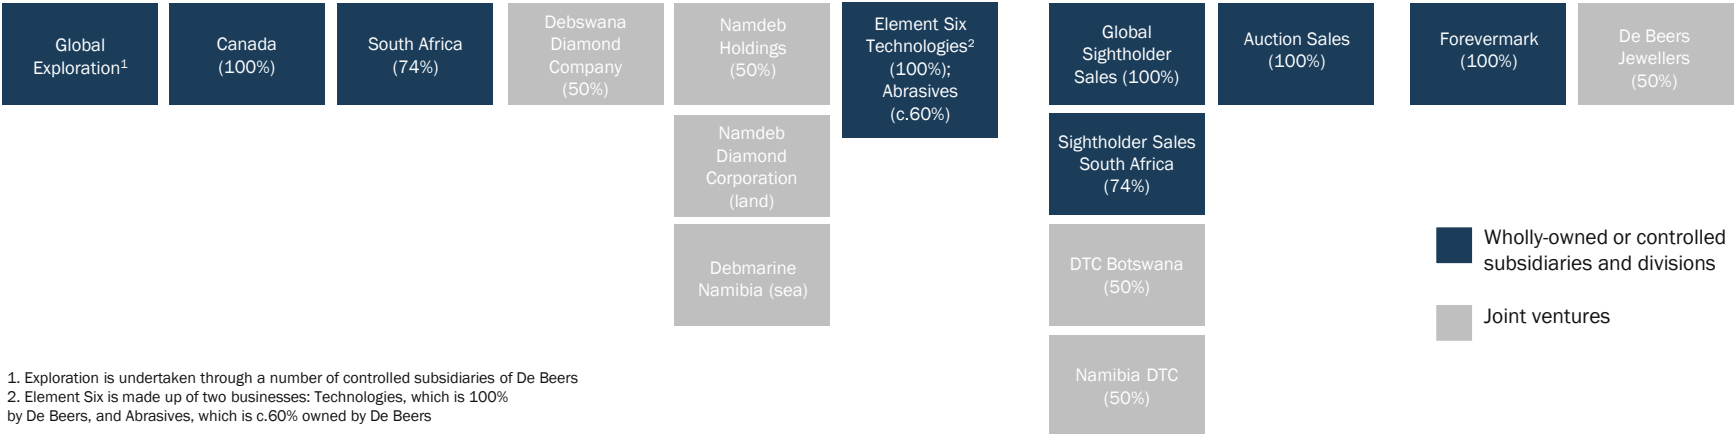 Global
Exploration1
Canada
(100%)
South Africa
(74%)
Debswana
Diamond
Company
(50%)
Namdeb
Holdings
(50%)
Namdeb
Diamond
Corporation
(land)
Debmarine
Namibia (sea)
Element Six
Technologies2
(100%);
Abrasives
(c.60%)
Global
Sightholder
Sales (100%)
Sightholder Sales
South Africa
(74%)
DTC Botswana
(50%)
Namibia DTC
(50%)
Auction Sales
(100%)
Forevermark
(100%)
De Beers
Jewellers
(50%)
Wholly-owned or controlled
subsidiaries and divisions
Joint ventures
1. Exploration is undertaken through a number of controlled subsidiaries of De Beers
2. Element Six is made up of two businesses: Technologies, which is 100%
by De Beers, and Abrasives, which is c.60% owned by De Beers